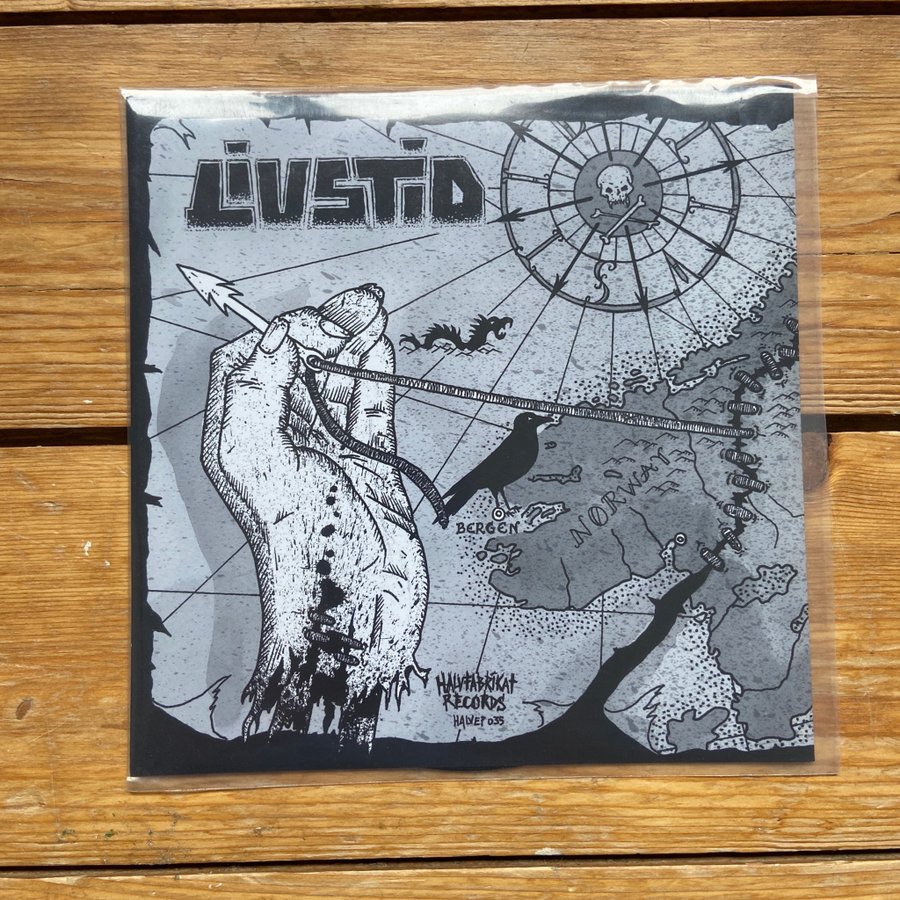 LIVSTID
BERGEN
NORWAY
HALVFABRIKAT
RECORDS
HALVEP 035